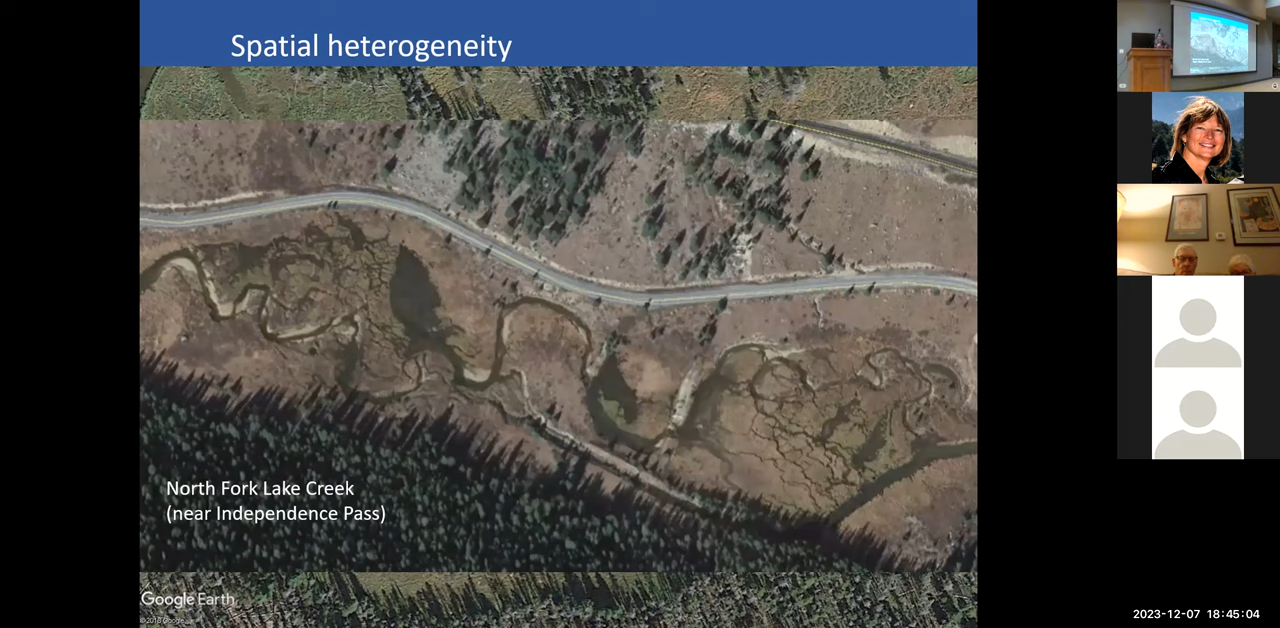 Spatial heterogeneity
North Fork Lake Creek
(near Independence Pass)
Google Earth
2023-12-07 18:45:04